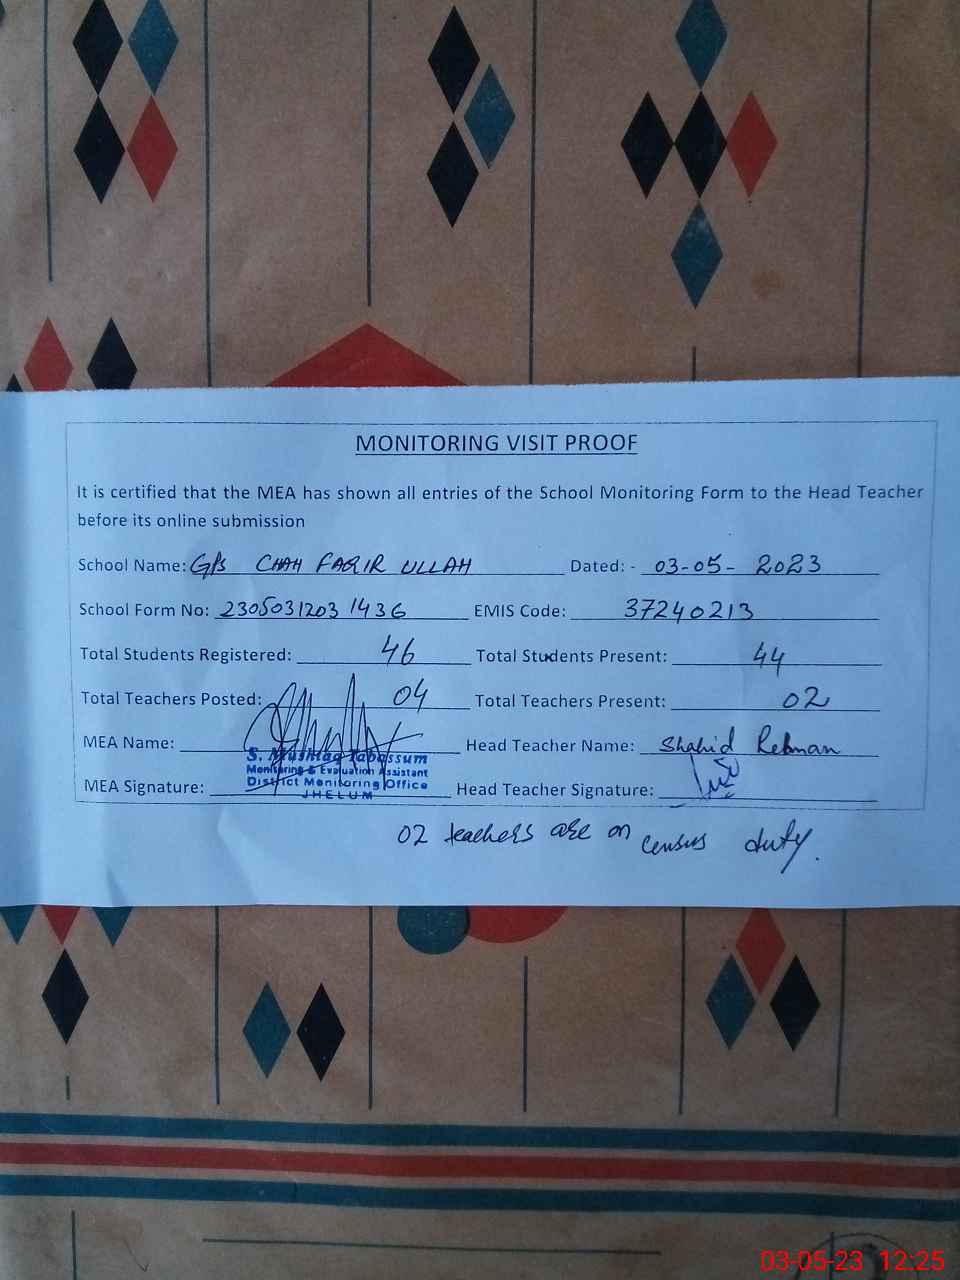 MONITORING VISIT PROOF
It is certified that the MEA has shown all entries of the School Monitoring Form to the Head Teacher
before its online submission
School Name: GPS CHAH FAQIR ULLAH Dated: - 03-05-2023
School Form No: 2305031203 1436 EMIS Code: 37240213
Total Students Registered: 46 Total Students Present: 44
Total Teachers Posted: 04 Total Teachers Present: 02
MEA Name: Head Teacher Name: Shahid Rehman
S. Mushtaq Tabassum
Monitoring & Evaluation Assistant
District Monitoring Office
JHELUM
MEA Signature: Head Teacher Signature:
02 teachers are on census duty.
03-05-23 12:25